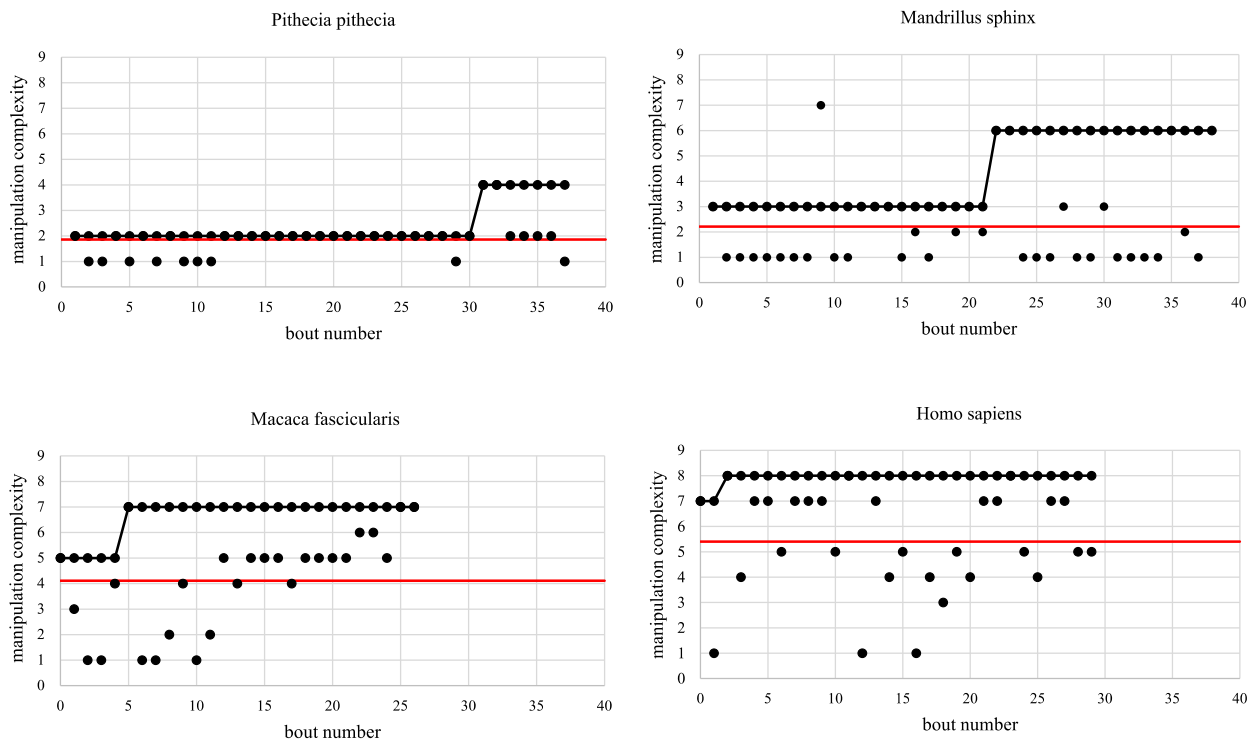 Pithecia pithecia
manipulation complexity
9
8
7
6
5
4
3
2
1
0
0 5 10 15 20 25 30 35 40
bout number
Mandrillus sphinx
manipulation complexity
9
8
7
6
5
4
3
2
1
0
0 5 10 15 20 25 30 35 40
bout number
Macaca fascicularis
manipulation complexity
9
8
7
6
5
4
3
2
1
0
0 5 10 15 20 25 30 35 40
bout number
Homo sapiens
manipulation complexity
9
8
7
6
5
4
3
2
1
0
0 5 10 15 20 25 30 35 40
bout number